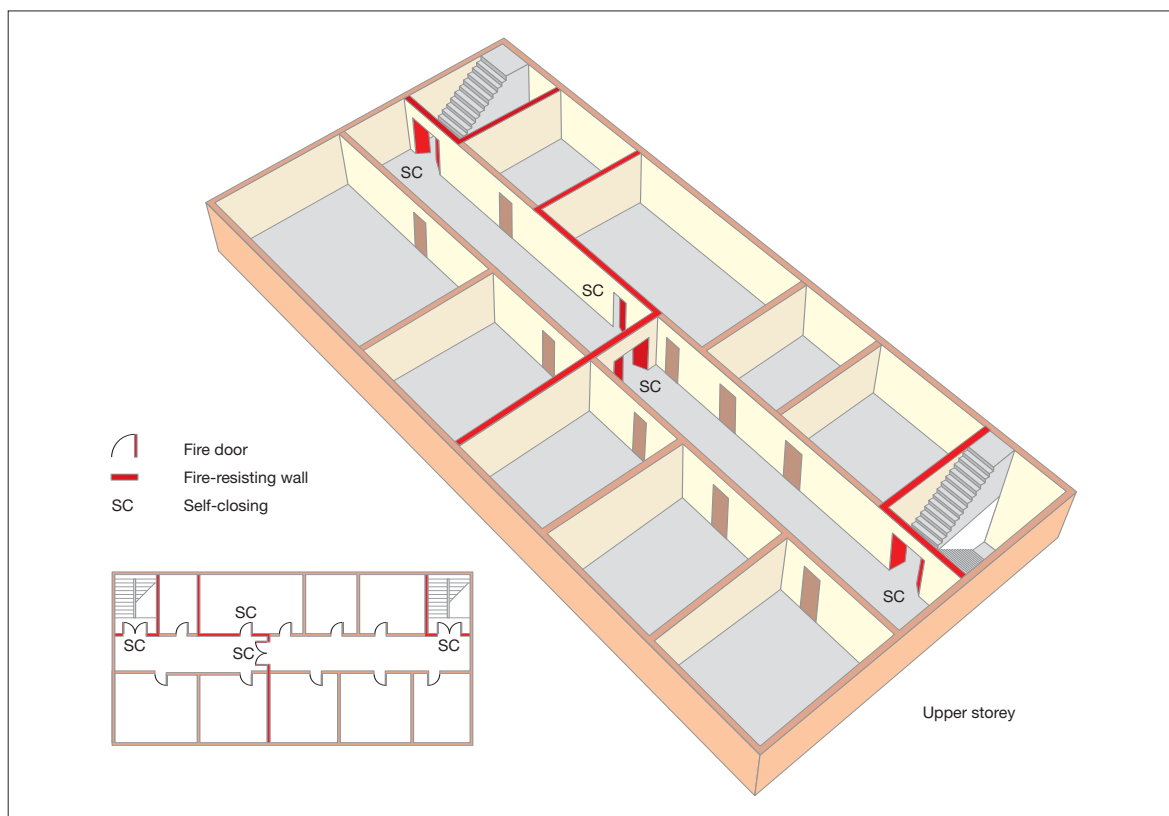 SC
SC
SC
SC
Fire door
Fire-resisting wall
SC Self-closing
SC
SC
SC
SC
Upper storey